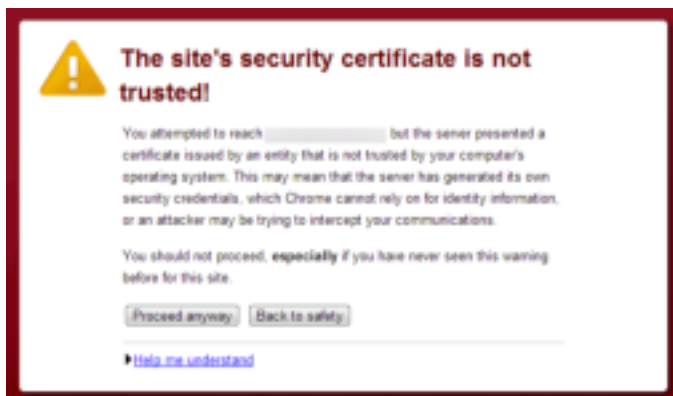 The site's security certificate is not
trusted!
You attempted to reach but the server presented a
certificate issued by an entity that is not trusted by your computer's
operating system. This may mean that the server has generated its own
security credentials, which Chrome cannot rely on for identity information,
or an attacker may be trying to intercept your communications.
You should not proceed, especially if you have never seen this warning
before for this site.
Proceed anyway Back to safety
Help me understand